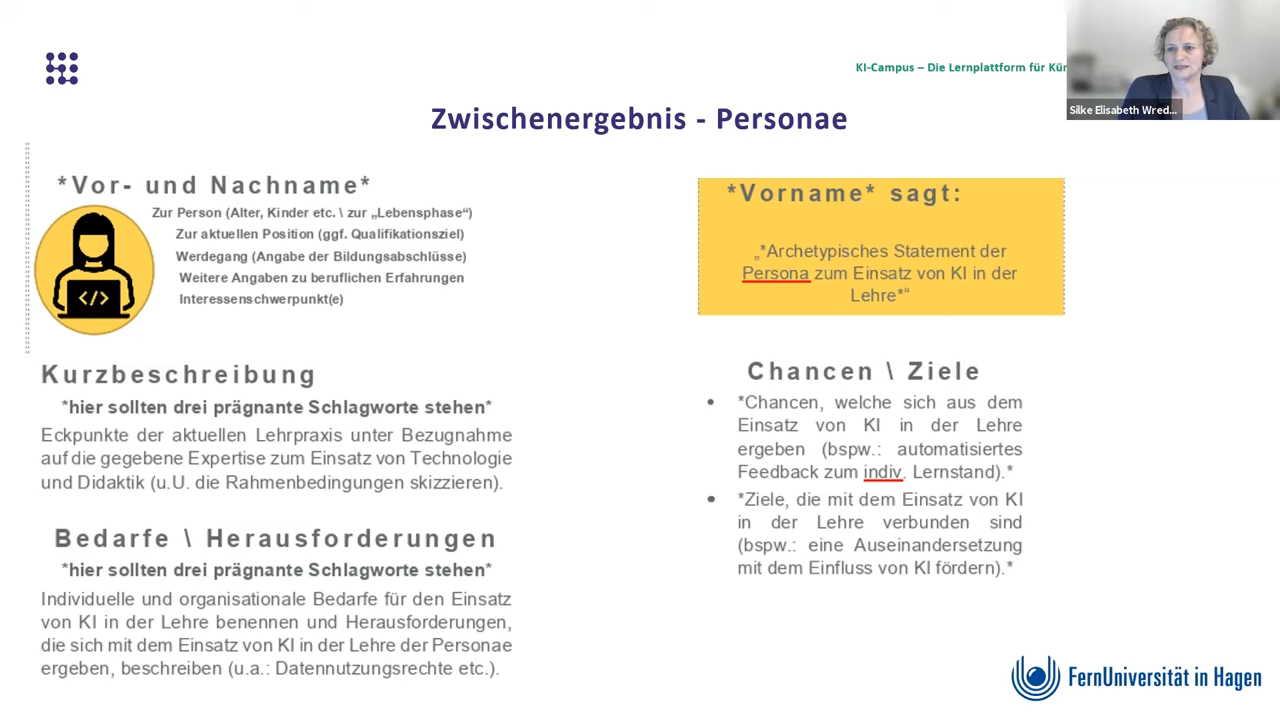 KI-Campus – Die Lernplattform für Kün
Silke Elisabeth Wred...
Zwischenergebnis - Personae
*Vor- und Nachname*
Zur Person (Alter, Kinder etc. \ zur „Lebensphase“)
Zur aktuellen Position (ggf. Qualifikationsziel)
Werdegang (Angabe der Bildungsabschlüsse)
Weitere Angaben zu beruflichen Erfahrungen
Interessenschwerpunkt(e)
</>
Kurzbeschreibung
*hier sollten drei prägnante Schlagworte stehen*
Eckpunkte der aktuellen Lehrpraxis unter Bezugnahme
auf die gegebene Expertise zum Einsatz von Technologie
und Didaktik (u.U. die Rahmenbedingungen skizzieren).
Bedarfe \ Herausforderungen
*hier sollten drei prägnante Schlagworte stehen*
Individuelle und organisationale Bedarfe für den Einsatz
von KI in der Lehre benennen und Herausforderungen,
die sich mit dem Einsatz von KI in der Lehre der Personae
ergeben, beschreiben (u.a.: Datennutzungsrechte etc.).
*Vorname* sagt:
„*Archetypisches Statement der
Persona zum Einsatz von KI in der
Lehre*“
Chancen \ Ziele
• *Chancen, welche sich aus dem
Einsatz von KI in der Lehre
ergeben (bspw.: automatisiertes
Feedback zum indiv. Lernstand).*
• *Ziele, die mit dem Einsatz von KI
in der Lehre verbunden sind
(bspw.: eine Auseinandersetzung
mit dem Einfluss von KI fördern).*
FernUniversität in Hagen